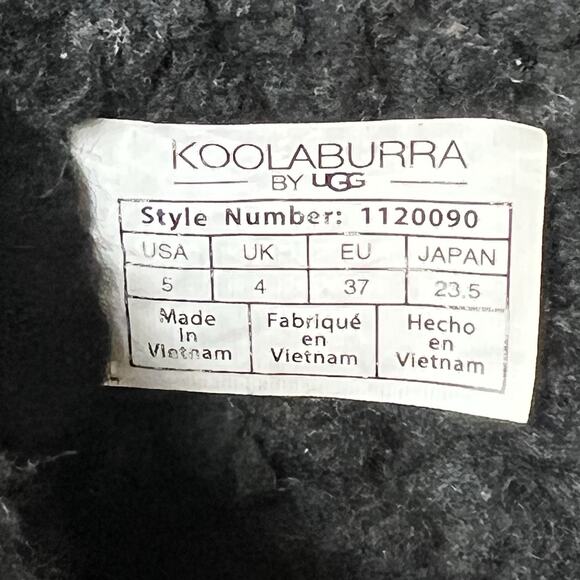 KOOLABURRA
BY UGG
Style Number: 1120090
USA UK EU JAPAN
5 4 37 23.5
Made Fabriqué Hecho
in en en
Vietnam Vietnam Vietnam